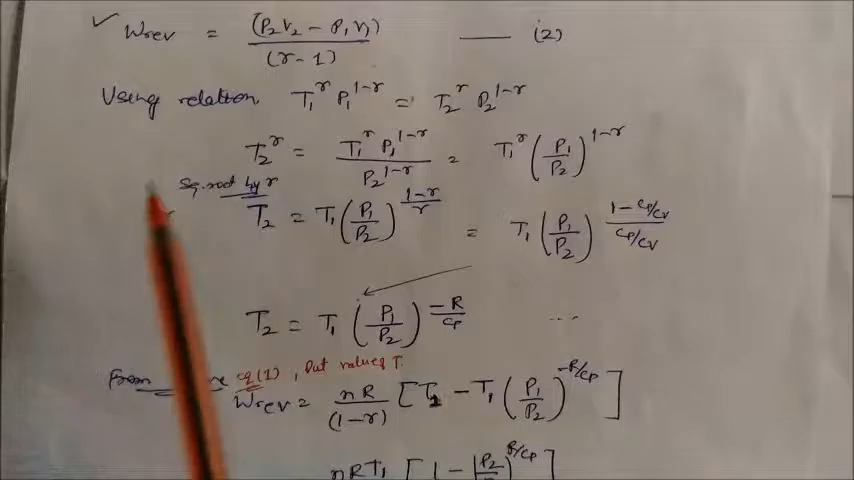 ✓ Wrev = (P₂V₂ - P₁V₁) / (r-1) —— (2)
Using relation T₁^r P₁^(1-r) = T₂^r P₂^(1-r)
T₂^r = T₁^r P₁^(1-r) / P₂^(1-r) = T₁^r (P₁/P₂)^(1-r)
Sq. root by r
T₂ = T₁ (P₁/P₂)^((1-r)/r) = T₁ (P₁/P₂)^((1-Cp/Cv)/(Cp/Cv))
T₂ = T₁ (P₁/P₂)^(-R/Cp) ...
From eq(1), Put values T.
Wrev = nR/(1-r) [T₁ - T₁ (P₁/P₂)^(-R/Cp)]
nRT₁ [1 - (P₂/ )^(R/Cp)]